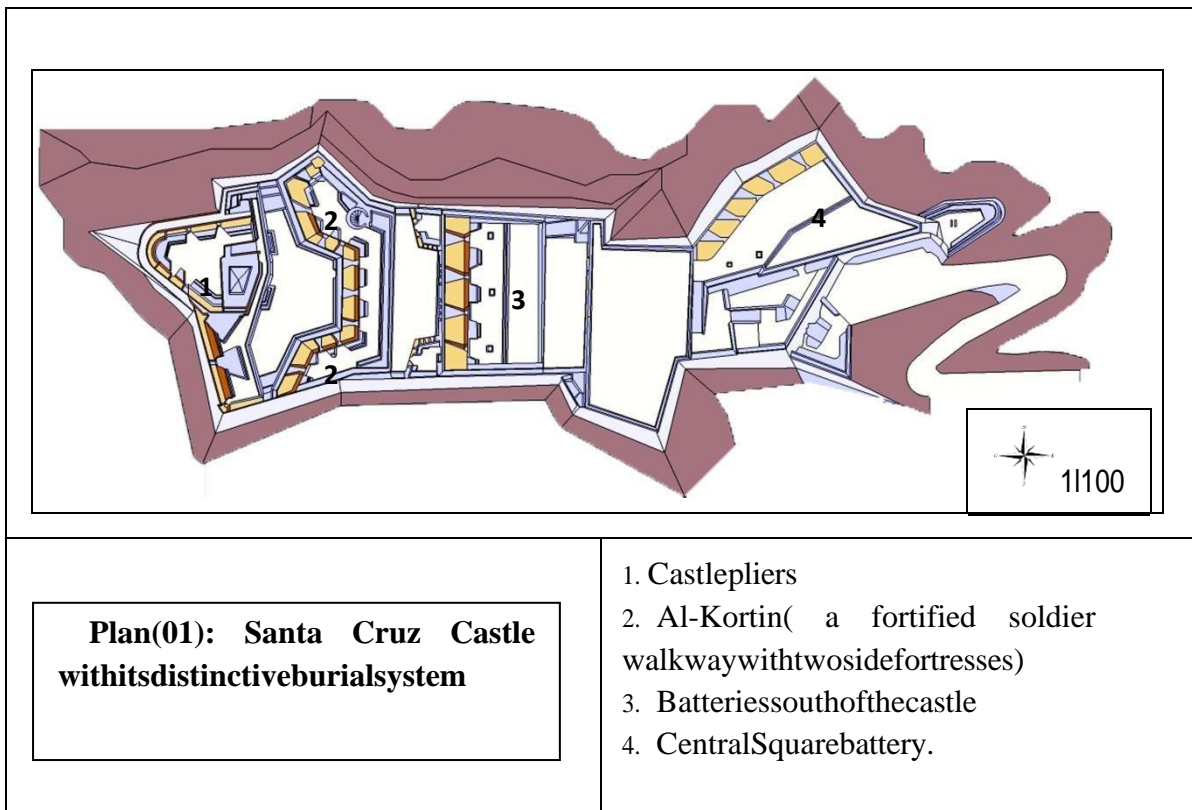 2
4
1
3
2
1l100
Plan(01): Santa Cruz Castle
withitsdistinctiveburialsystem
1. Castlepliers
2. Al-Kortin( a fortified soldier
walkwaywithtwosidefortresses)
3. Batteriessouthofthecastle
4. CentralSquarebattery.